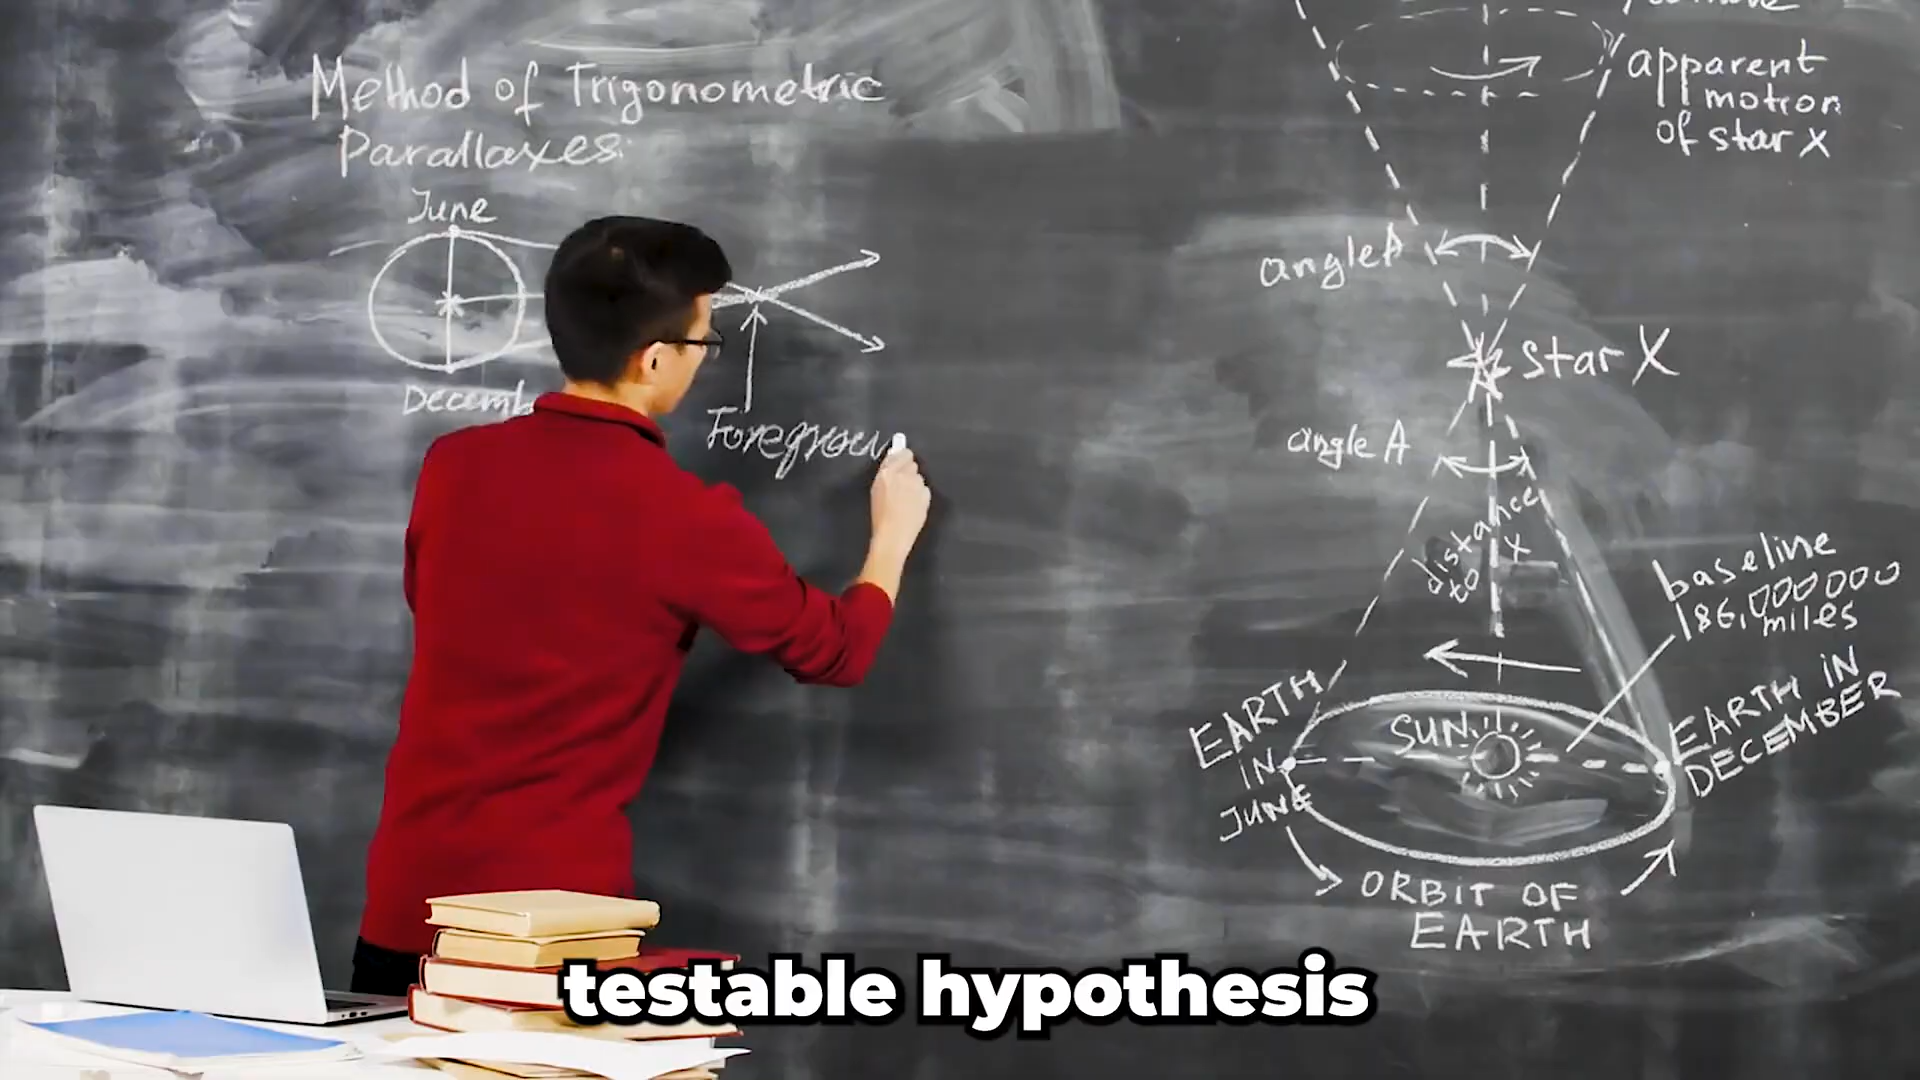 Method of Trigonometric
Parallaxes:
June
Decemb
Foregrou
apparent
motion
of star X
angle A
star X
angle A
distance
to X
baseline
186,000000
miles
EARTH
IN
JUNE
SUN
EARTH IN
DECEMBER
ORBIT OF
EARTH
testable hypothesis